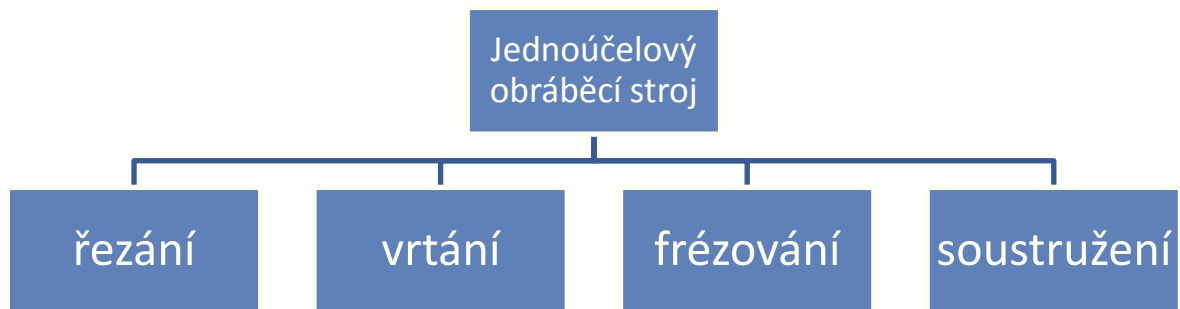 Jednoúčelový
obráběcí stroj
řezání
vrtání
frézování
soustružení